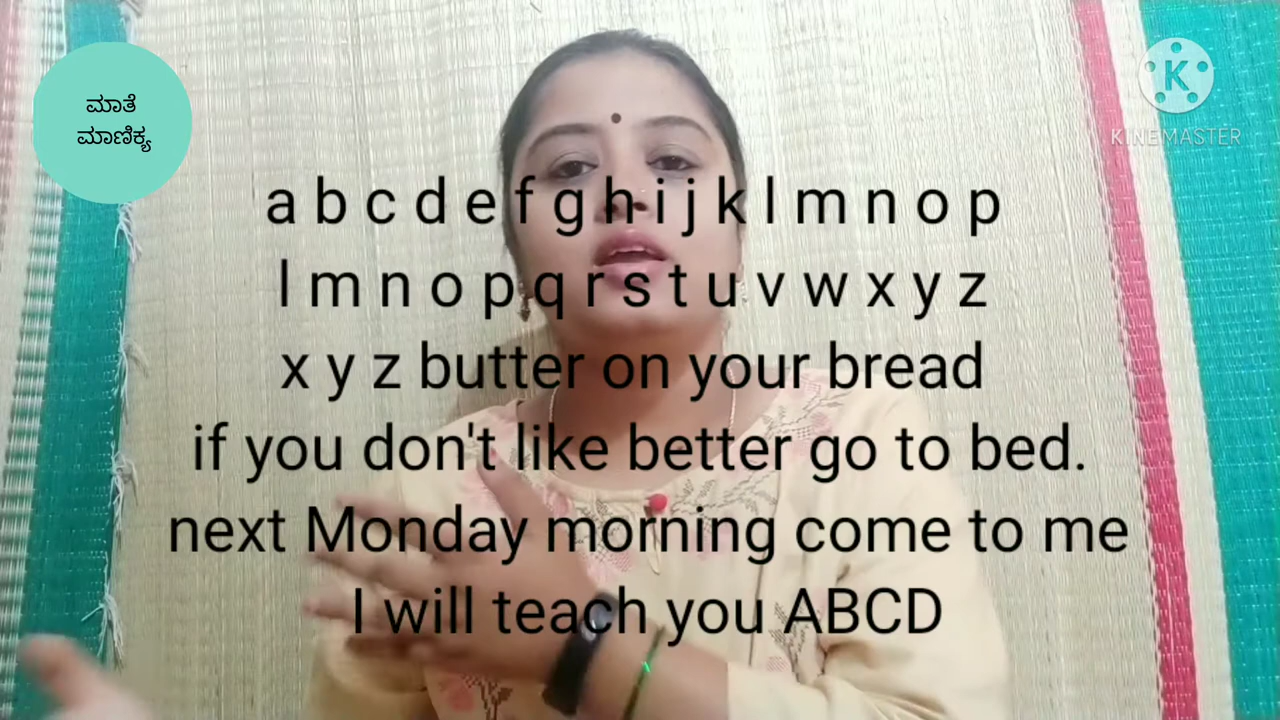 ಮಾತೆ
ಮಾಣಿಕ್ಯ
K
KINEMASTER
a b c d e f g h i j k l m n o p
l m n o p q r s t u v w x y z
x y z butter on your bread
if you don't like better go to bed.
next Monday morning come to me
I will teach you ABCD